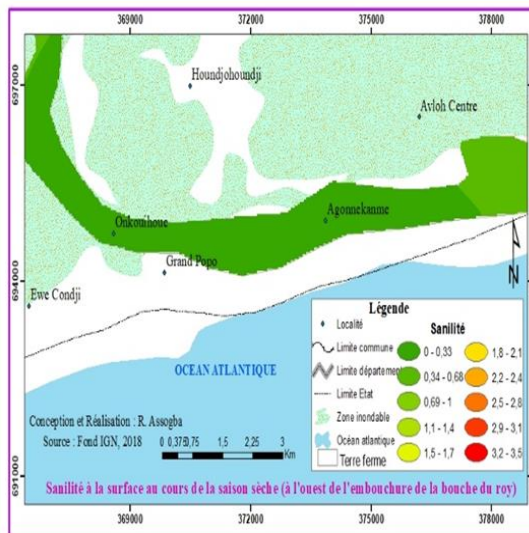 369000 372000 375000 378000
697000
694000
691000
Houndjohoundji
Avloh Centre
Onkouihoue
Agonnekanme
Grand Popo
Ewe Condji
OCEAN ATLANTIQUE
Conception et Réalisation : R. Assogba
Source : Fond IGN, 2018
0 0,3750,75 1,5 2,25 3
Km
Légende
Localité
Limite commune
Limite département
Limite Etat
Zone inondable
Océan atlantique
Terre ferme
Sanilité
0 - 0,33
0,34 - 0,68
0,69 - 1
1,1 - 1,4
1,5 - 1,7
1,8 - 2,1
2,2 - 2,4
2,5 - 2,8
2,9 - 3,1
3,2 - 3,5
Sanilité à la surface au cours de la saison sèche (à l'ouest de l'embouchure de la bouche du roy)
369000 372000 375000 378000